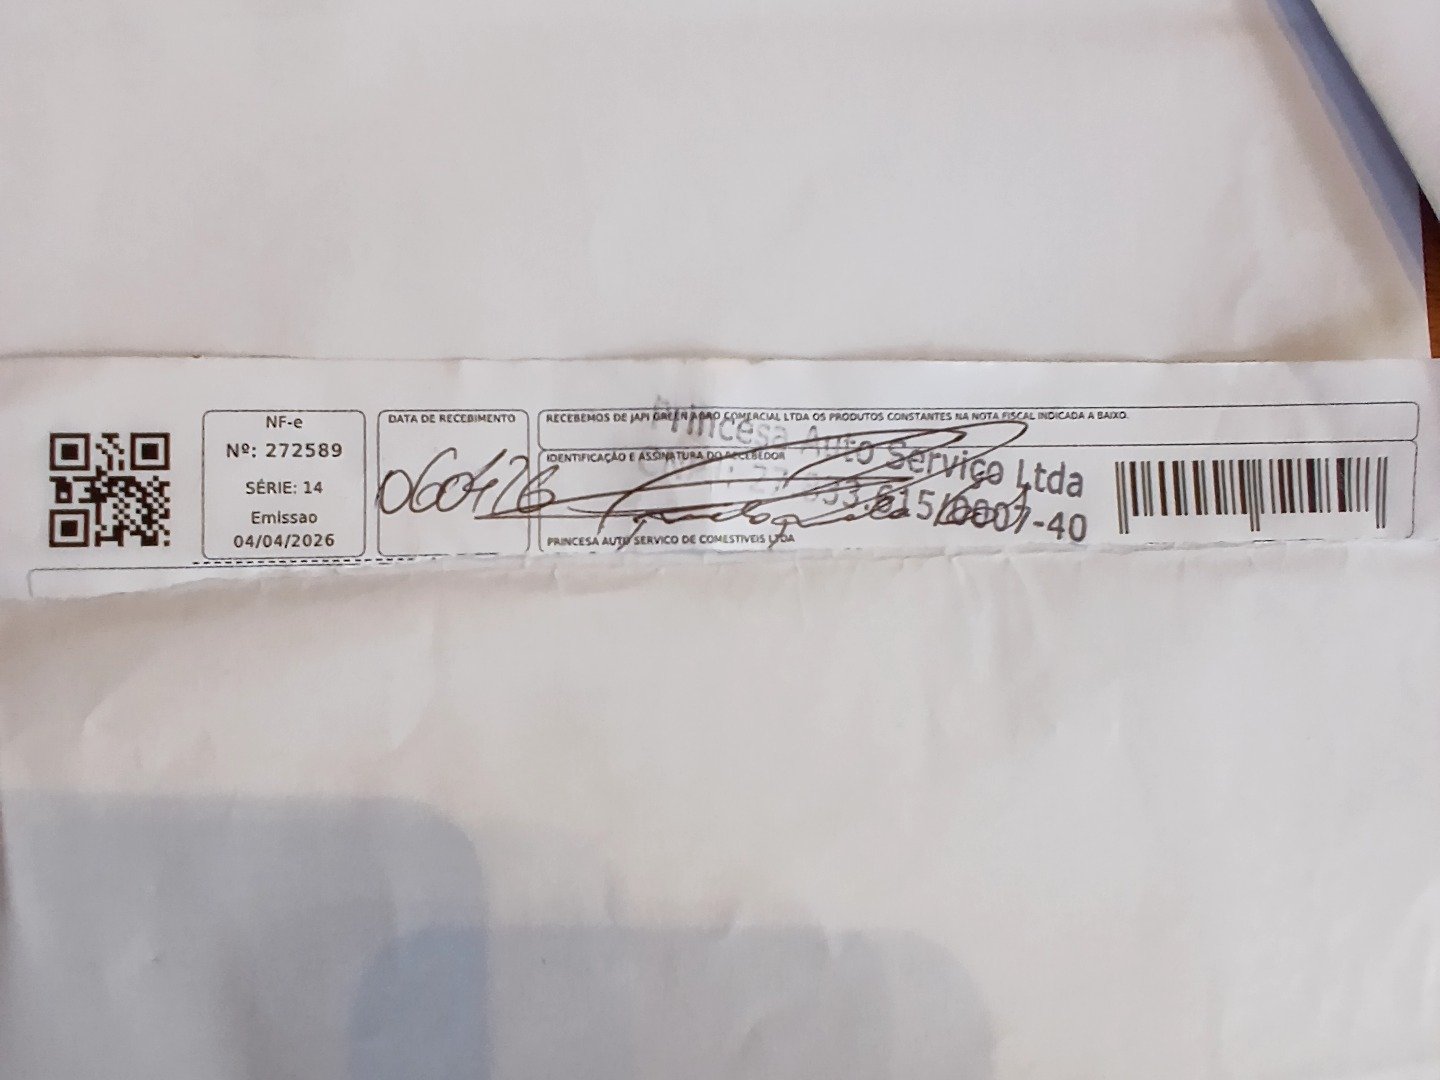 NF-e
Nº: 272589
SÉRIE: 14
Emissao
04/04/2026
DATA DE RECEBIMENTO
060426
RECEBEMOS DE JAPI GREEN AGRO COMERCIAL LTDA OS PRODUTOS CONSTANTES NA NOTA FISCAL INDICADA A BAIXO.
IDENTIFICAÇÃO E ASSINATURA DO RECEBEDOR
Princesa Auto Serviço Ltda
615/0007-40
PRINCESA AUTO SERVICO DE COMESTIVEIS LTDA